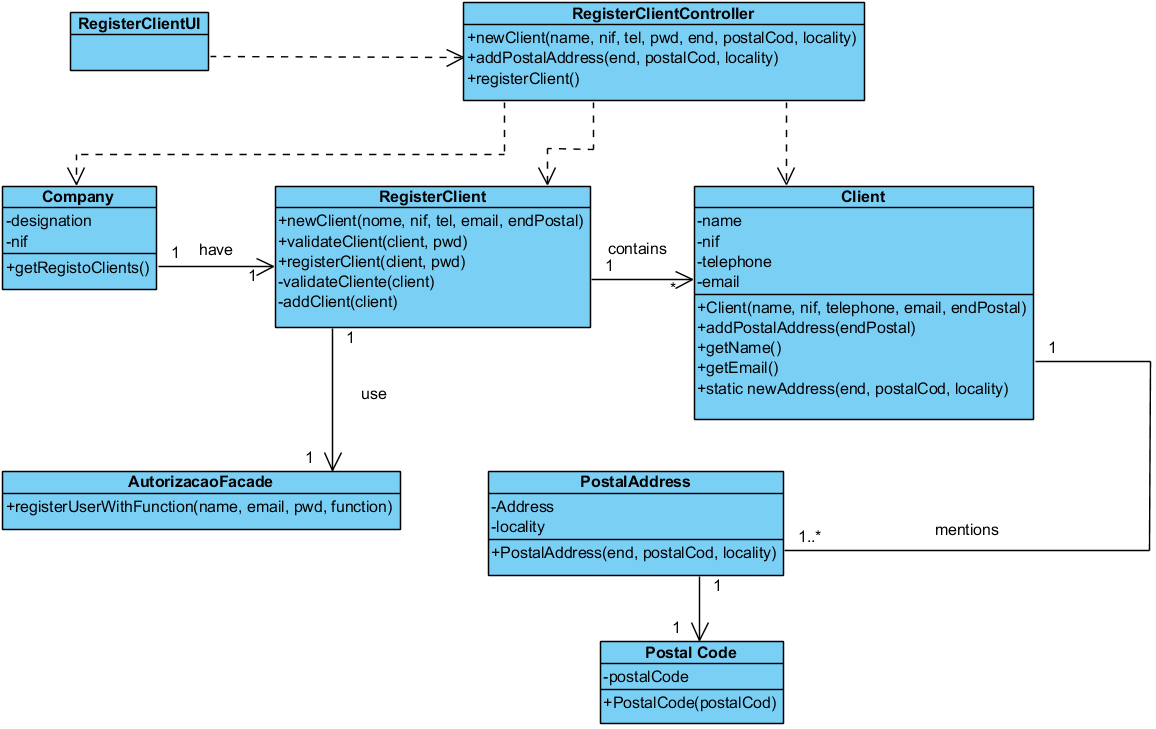 RegisterClientUI
RegisterClientController
+newClient(name, nif, tel, pwd, end, postalCod, locality)
+addPostalAddress(end, postalCod, locality)
+registerClient()
Company
-designation
-nif
+getRegistoClients()
1
have
1
RegisterClient
+newClient(nome, nif, tel, email, endPostal)
+validateClient(client, pwd)
+registerClient(client, pwd)
-validateCliente(client)
-addClient(client)
contains
1
*
Client
-name
-nif
-telephone
-email
+Client(name, nif, telephone, email, endPostal)
+addPostalAddress(endPostal)
+getName()
+getEmail()
+static newAddress(end, postalCod, locality)
1
1
use
1
AutorizacaoFacade
+registerUserWithFunction(name, email, pwd, function)
PostalAddress
-Address
-locality
+PostalAddress(end, postalCod, locality)
1..*
mentions
1
1
Postal Code
-postalCode
+PostalCode(postalCod)